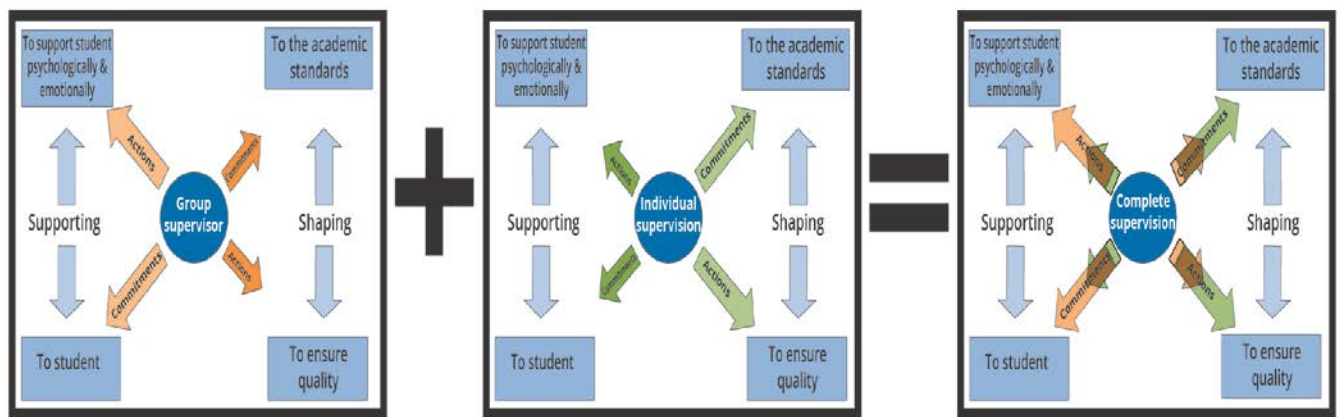 To support student
psychologically &
emotionally
To the academic
standards
Actions
Commitments
Supporting
Group
supervisor
Shaping
Commitments
Actions
To student
To ensure
quality
+
To support student
psychologically &
emotionally
To the academic
standards
Actions
Commitments
Supporting
Individual
supervision
Shaping
Commitments
Actions
To student
To ensure
quality
=
To support student
psychologically &
emotionally
To the academic
standards
Actions
Commitments
Supporting
Complete
supervision
Shaping
Commitments
Actions
To student
To ensure
quality